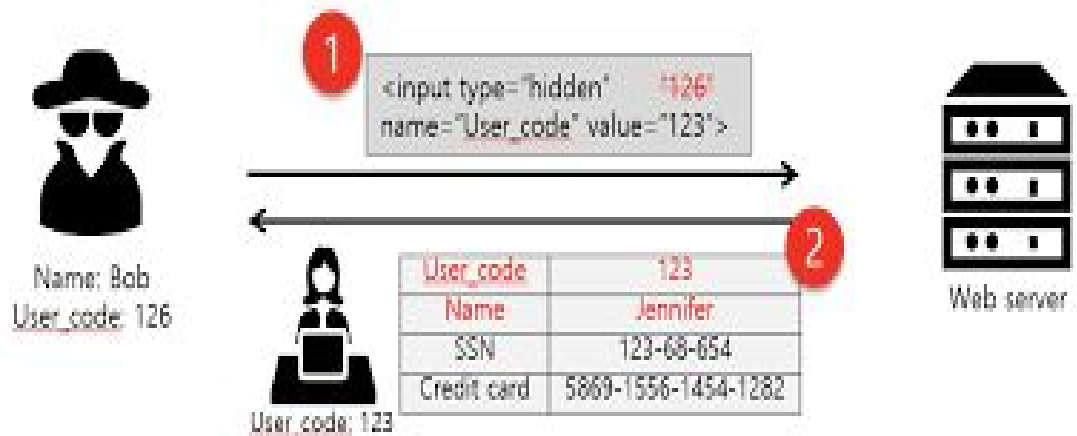 1
<input type="hidden" "126"
name="User_code" value="123">
Name: Bob
User_code: 126
2
User_code 123
Name Jennifer
SSN 123-68-654
Credit card 5869-1556-1454-1282
User_code: 123
Web server